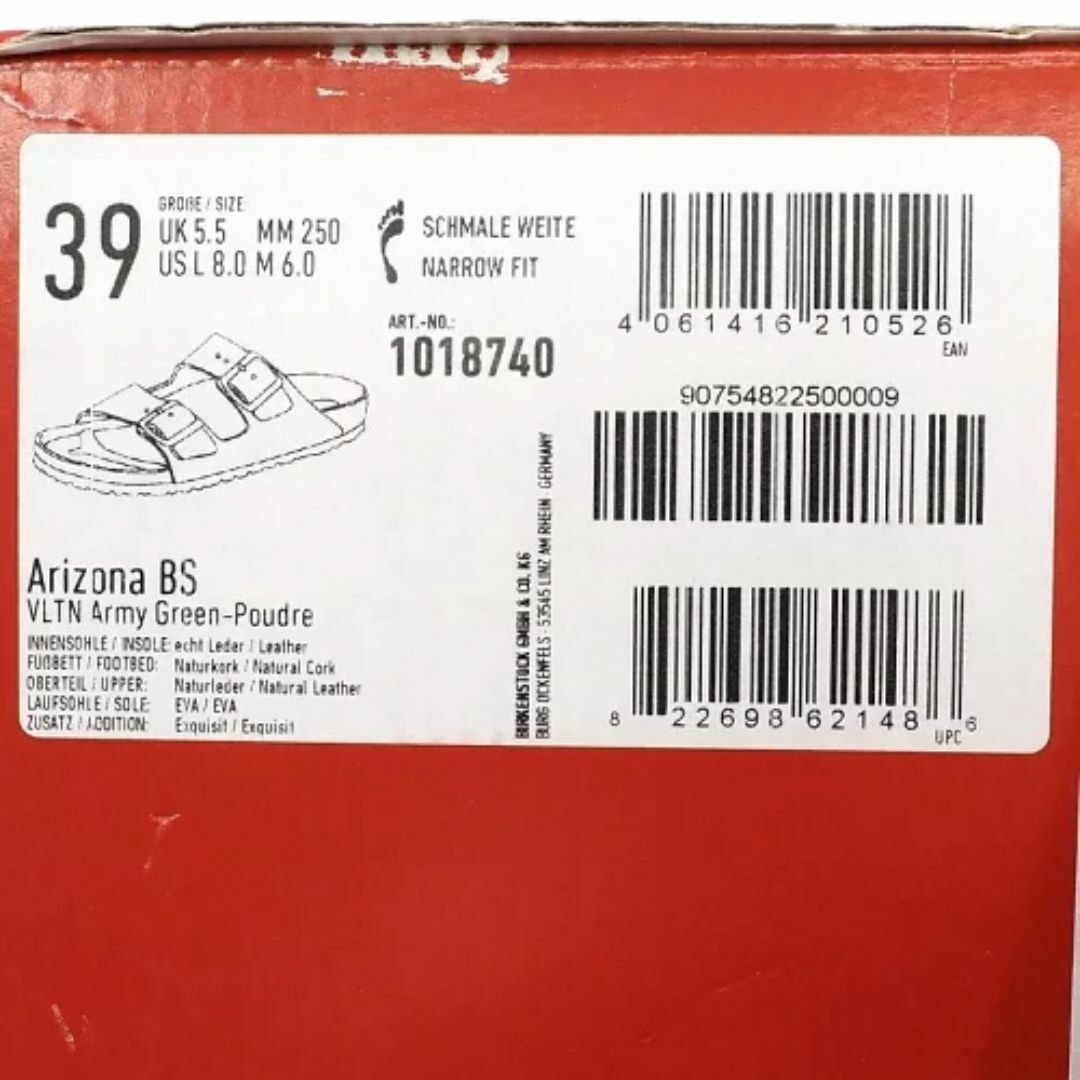 39
GRÖßE / SIZE:
UK 5.5 MM 250
US L 8.0 M 6.0
SCHMALE WEITE
NARROW FIT
ART.-NO.:
1018740
4 061416 210526
EAN
90754822500009
Arizona BS
VLTN Army Green-Poudre
INNENSOHLE / INSOLE: echt Leder / Leather
FUßBETT / FOOTBED: Naturkork / Natural Cork
OBERTEIL / UPPER: Naturleder / Natural Leather
LAUFSOHLE / SOLE: EVA / EVA
ZUSATZ / ADDITION: Exquisit / Exquisit
BIRKENSTOCK GMBH & CO. KG
BURG OCKENFELS · 53545 LINZ AM RHEIN · GERMANY
8 22698 62148 6
UPC